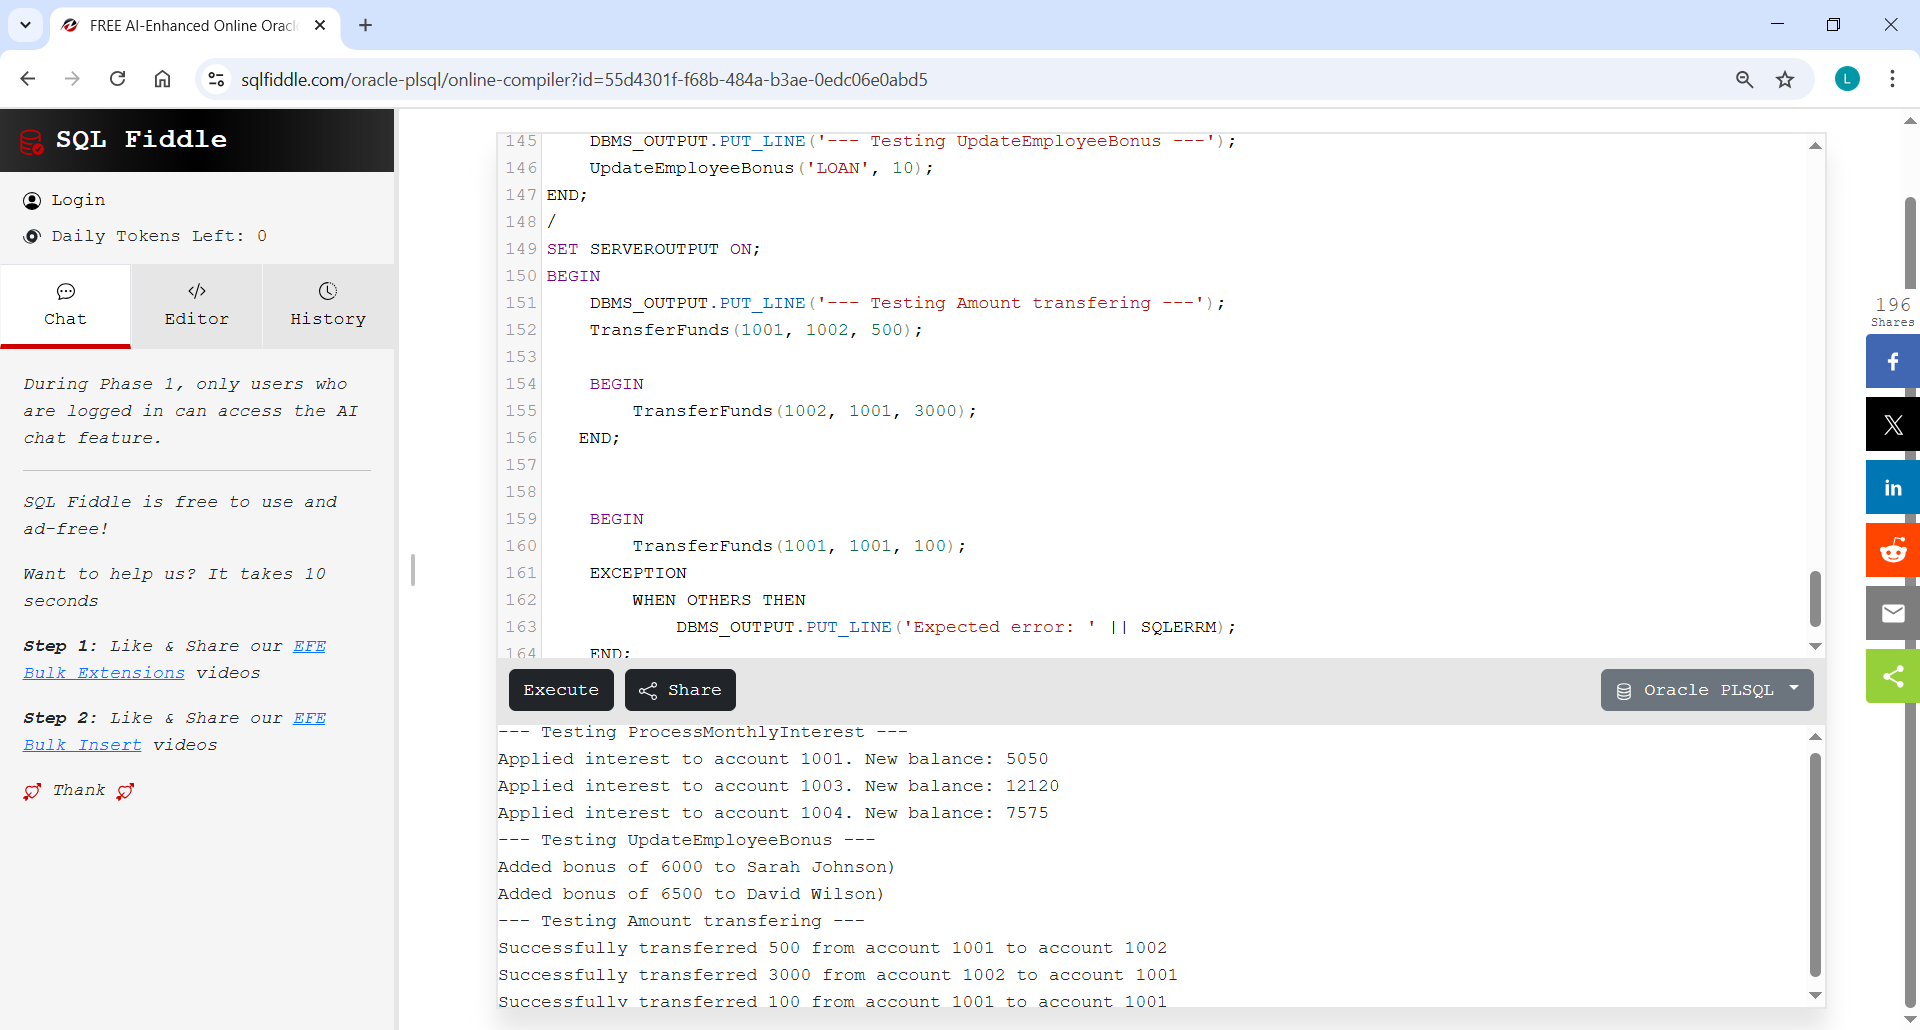 FREE AI-Enhanced Online Oracl
sqlfiddle.com/oracle-plsql/online-compiler?id=55d4301f-f68b-484a-b3ae-0edc06e0abd5
L
SQL Fiddle
Login
Daily Tokens Left: 0
Chat
</> Editor
History
During Phase 1, only users who
are logged in can access the AI
chat feature.
SQL Fiddle is free to use and
ad-free!
Want to help us? It takes 10
seconds
Step 1: Like & Share our EFE
Bulk Extensions videos
Step 2: Like & Share our EFE
Bulk Insert videos
Thank
145 DBMS_OUTPUT.PUT_LINE('--- Testing UpdateEmployeeBonus ---');
146 UpdateEmployeeBonus('LOAN', 10);
147 END;
148 /
149 SET SERVEROUTPUT ON;
150 BEGIN
151 DBMS_OUTPUT.PUT_LINE('--- Testing Amount transfering ---');
152 TransferFunds(1001, 1002, 500);
153
154 BEGIN
155 TransferFunds(1002, 1001, 3000);
156 END;
157
158
159 BEGIN
160 TransferFunds(1001, 1001, 100);
161 EXCEPTION
162 WHEN OTHERS THEN
163 DBMS_OUTPUT.PUT_LINE('Expected error: ' || SQLERRM);
164 END;
Execute
Share
Oracle PLSQL
--- Testing ProcessMonthlyInterest ---
Applied interest to account 1001. New balance: 5050
Applied interest to account 1003. New balance: 12120
Applied interest to account 1004. New balance: 7575
--- Testing UpdateEmployeeBonus ---
Added bonus of 6000 to Sarah Johnson)
Added bonus of 6500 to David Wilson)
--- Testing Amount transfering ---
Successfully transferred 500 from account 1001 to account 1002
Successfully transferred 3000 from account 1002 to account 1001
Successfully transferred 100 from account 1001 to account 1001
196
Shares
f
X
in